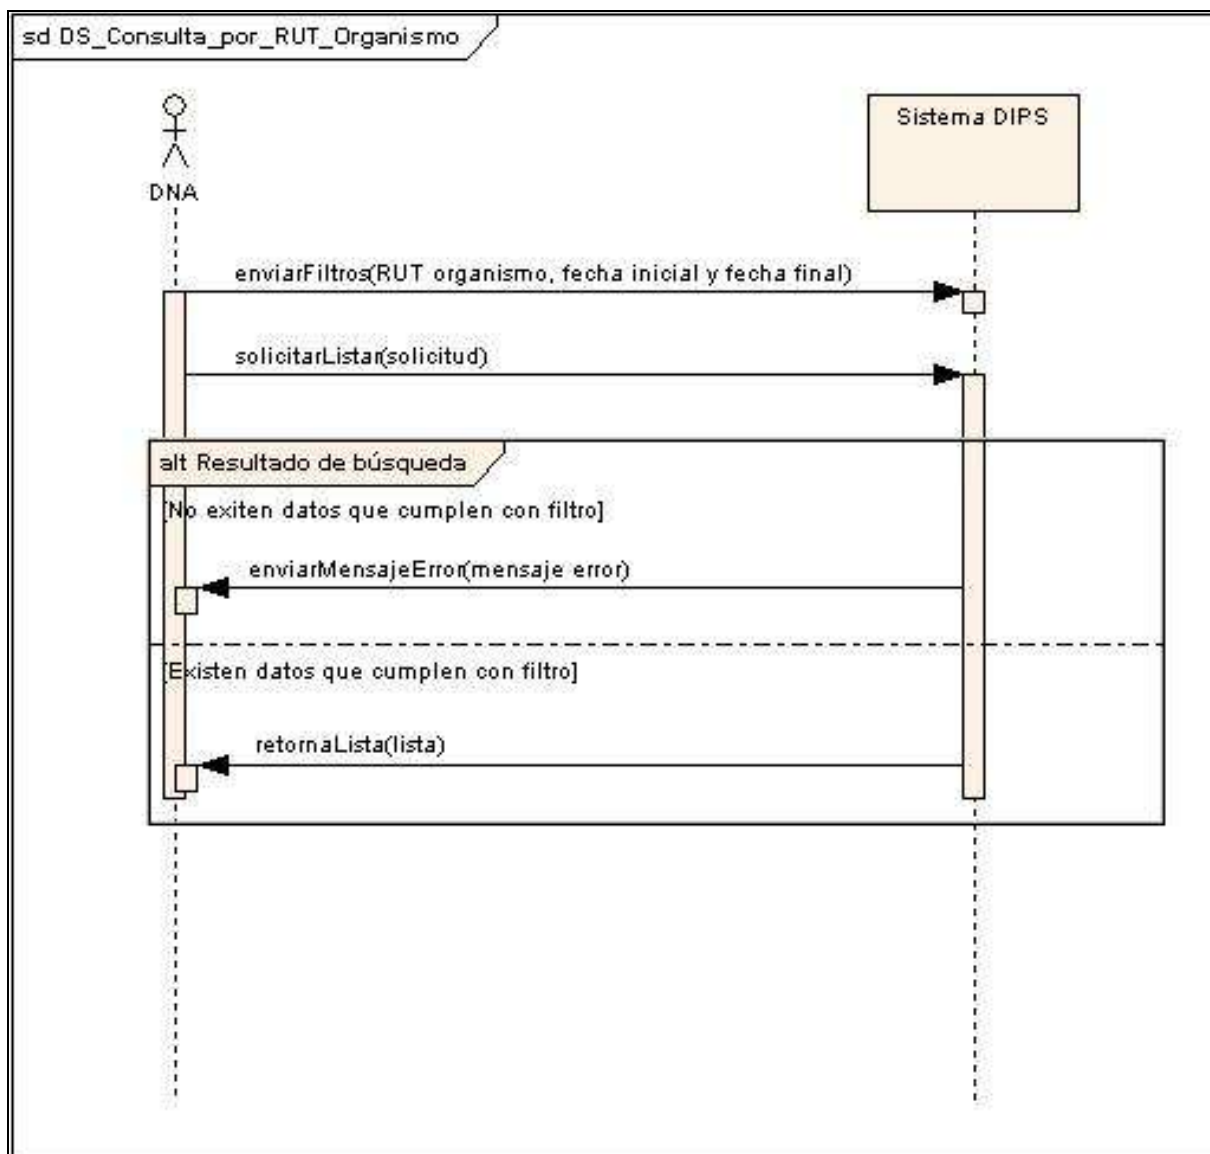 sd DS_Consulta_por_RUT_Organismo
Sistema DIPS
DNA
enviarFiltros(RUT organismo, fecha inicial y fecha final)
solicitarListar(solicitud)
alt Resultado de búsqueda
[No exiten datos que cumplen con filtro]
enviarMensajeError(mensaje error)
[Existen datos que cumplen con filtro]
retornaLista(lista)